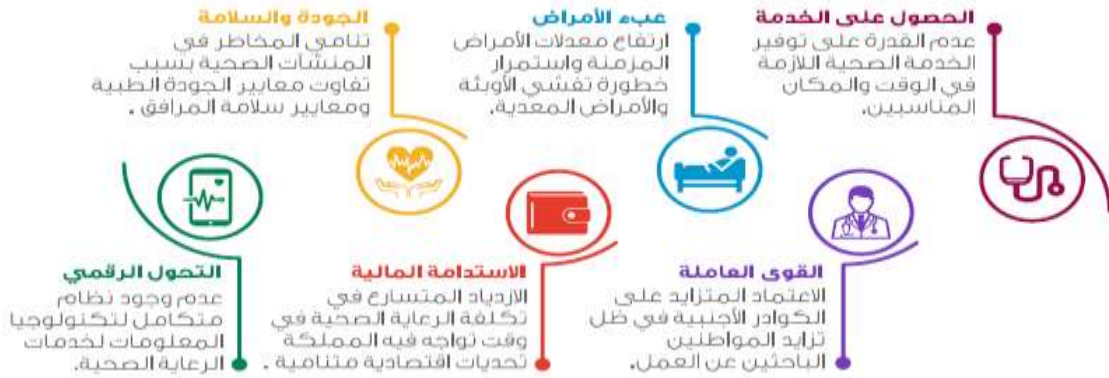 الحصول على الخدمة
عدم القدرة على توفير
الخدمة الصحية اللازمة
في الوقت والمكان
المناسبين.
القوى العاملة
الاعتماد المتزايد على
الكوادر الأجنبية في ظل
تزايد المواطنين
الباحثين عن العمل.
عبء الأمراض
ارتفاع معدلات الأمراض
المزمنة واستمرار
خطورة تفشي الأوبئة
والأمراض المعدية.
الاستدامة المالية
الازدياد المتسارع في
تكلفة الرعاية الصحية في
وقت تواجه فيه المملكة
تحديات اقتصادية متنامية .
الجودة والسلامة
تنامي المخاطر في
المنشآت الصحية بسبب
تفاوت معايير الجودة الطبية
ومعايير سلامة المرافق .
التحول الرقمي
عدم وجود نظام
متكامل لتكنولوجيا
المعلومات لخدمات
الرعاية الصحية.